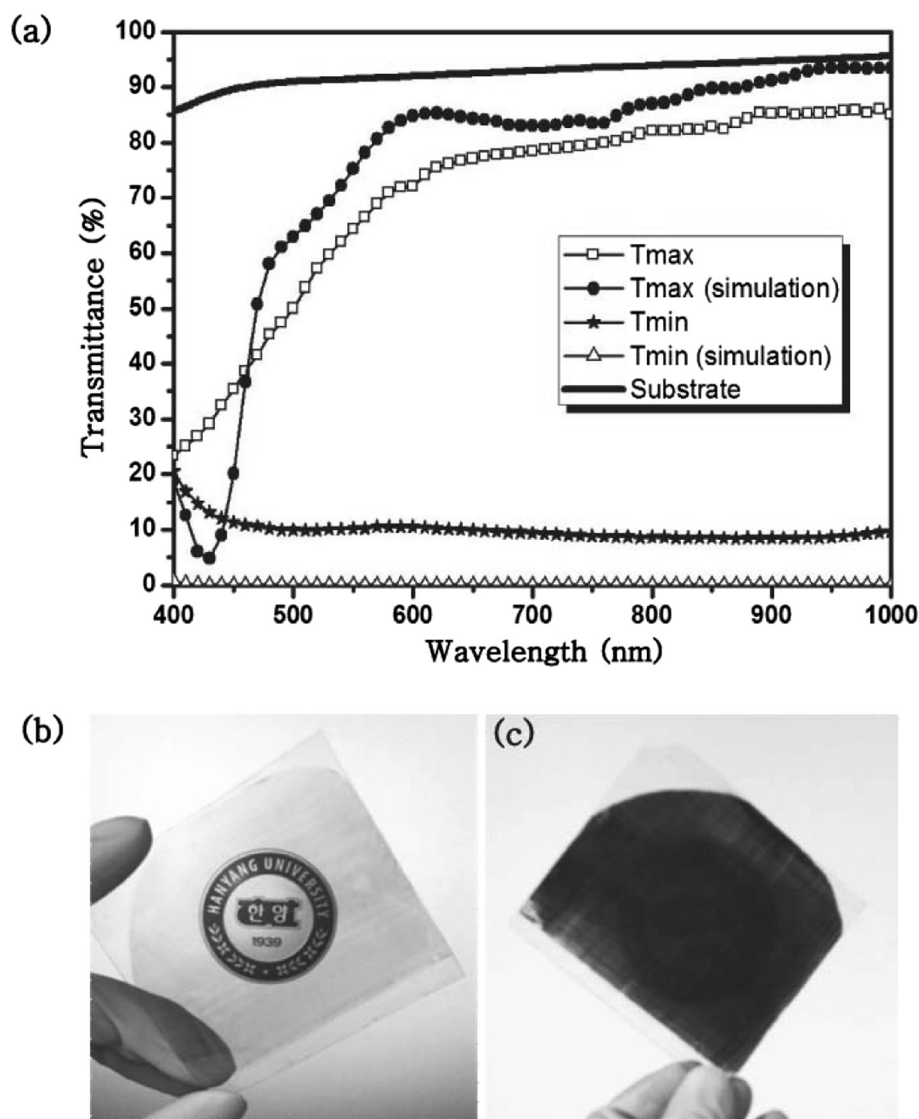 (a)
100
90
80
70
60
50
40
30
20
10
0
Transmittance (%)
Tmax
Tmax (simulation)
Tmin
Tmin (simulation)
Substrate
400 500 600 700 800 900 1000
Wavelength (nm)
(b)
HANYANG UNIVERSITY
한양
1939
(c)